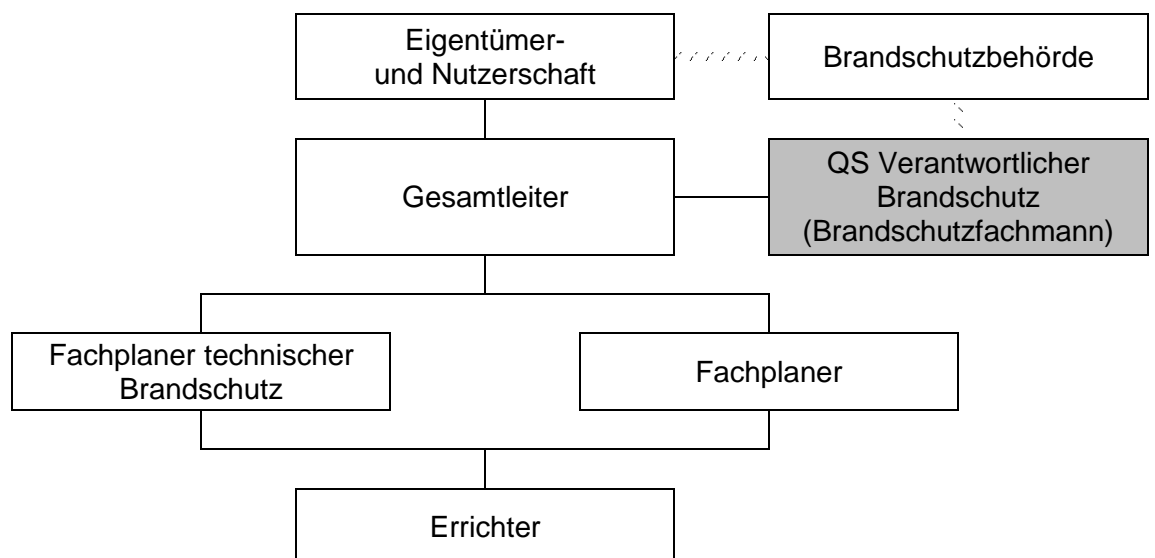 Eigentümer-
und Nutzerschaft
Brandschutzbehörde
Gesamtleiter
QS Verantwortlicher
Brandschutz
(Brandschutzfachmann)
Fachplaner technischer
Brandschutz
Fachplaner
Errichter